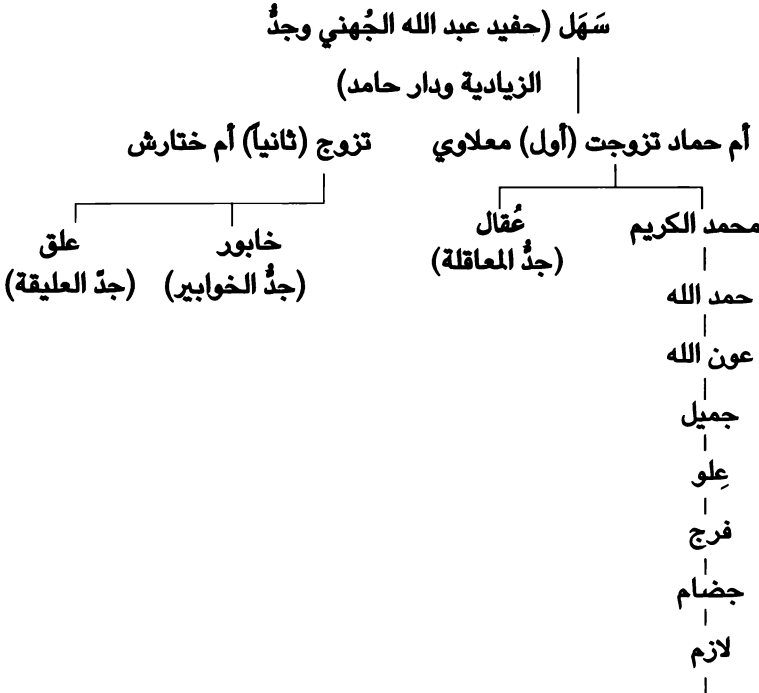 سَهَل (حفيد عبد الله الجُهني وجدُّ
الزيادية ودار حامد)
أم حماد تزوجت (أول) معلاوي تزوج (ثانياً) أم ختارش
محمد الكريم عُقال خابور علق
(جدُّ المعاقلة) (جدُّ الخوابير) (جدّ العليقة)
حمد الله
عون الله
جميل
عِلو
فرج
جضام
لازم